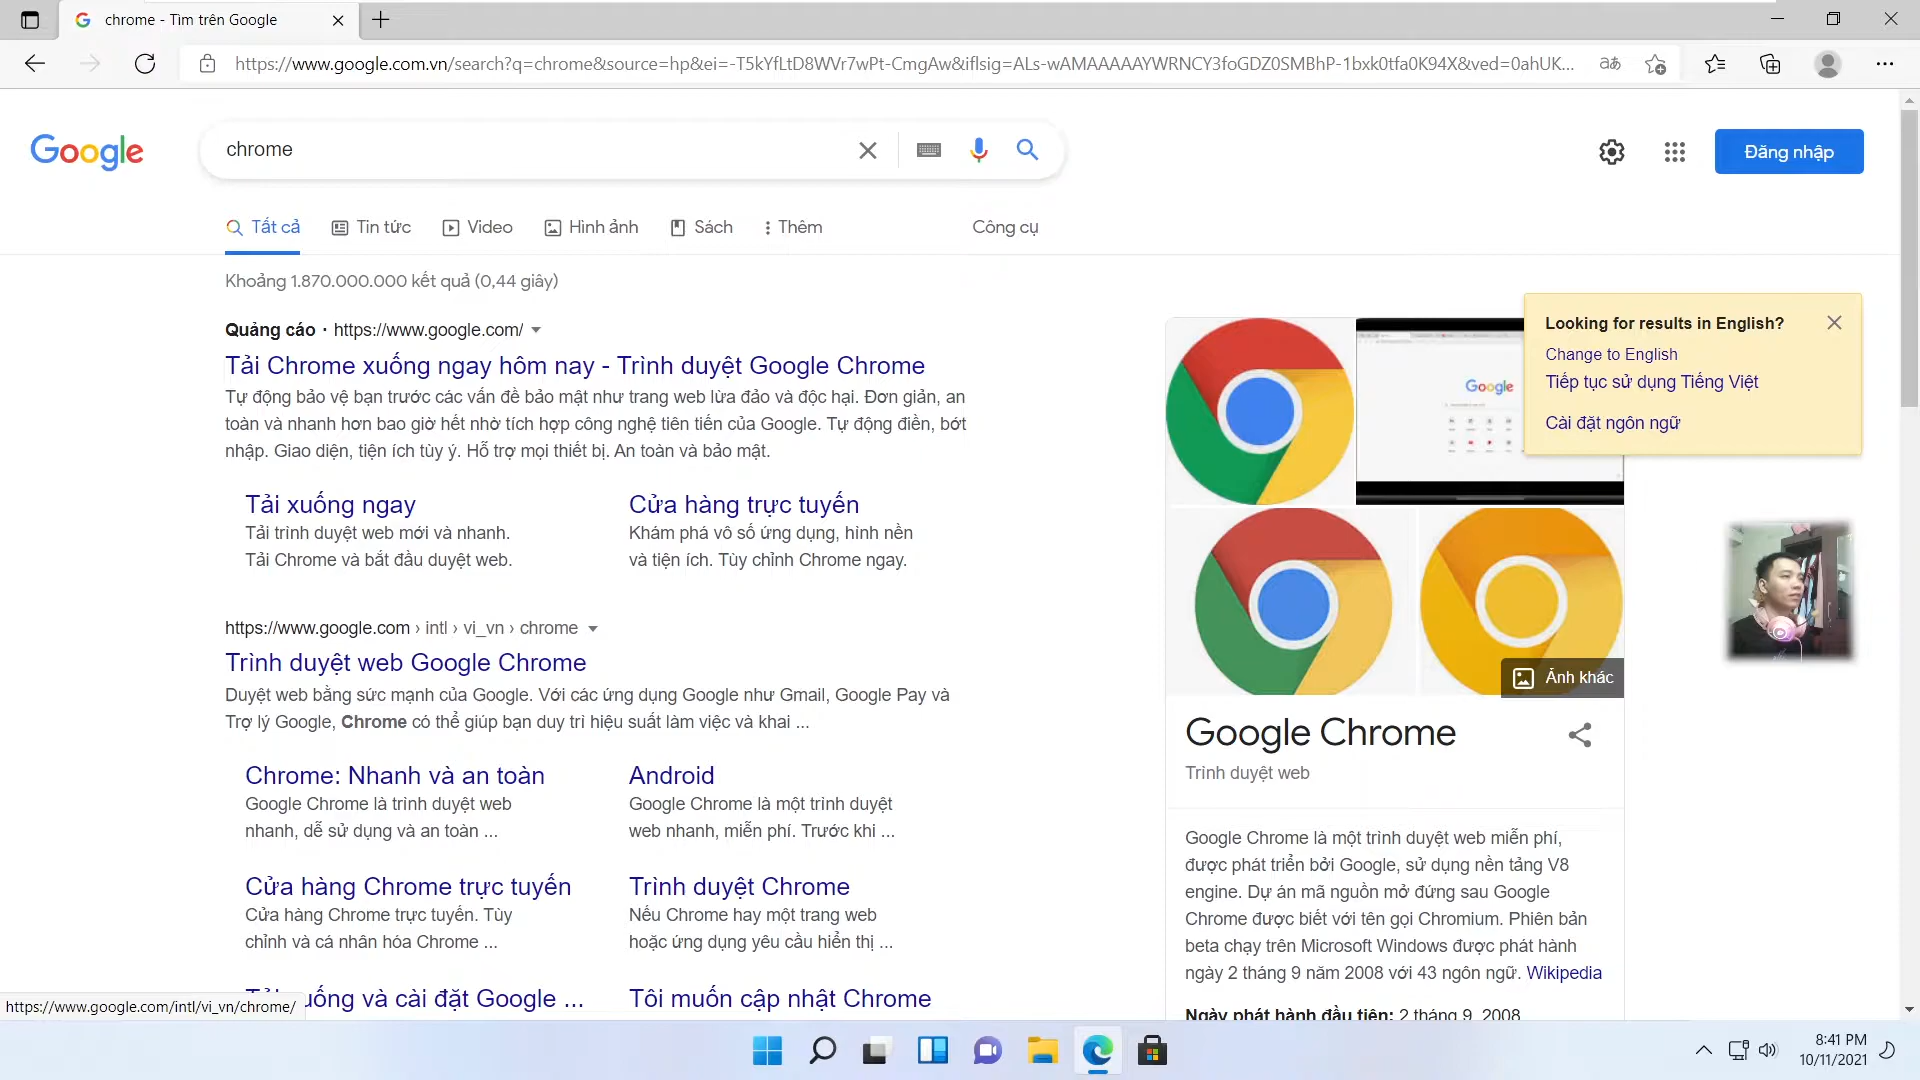 chrome - Tìm trên Google
https://www.google.com.vn/search?q=chrome&source=hp&ei=-T5kYfLtD8WVr7wPt-CmgAw&iflsig=ALs-wAMAAAAAYWRNCY3foGDZ0SMBhP-1bxk0tfa0K94X&ved=0ahUK...
Google
chrome
Đăng nhập
Tất cả
Tin tức
Video
Hình ảnh
Sách
Thêm
Công cụ
Khoảng 1.870.000.000 kết quả (0,44 giây)
Quảng cáo · https://www.google.com/
Tải Chrome xuống ngay hôm nay - Trình duyệt Google Chrome
Tự động bảo vệ bạn trước các vấn đề bảo mật như trang web lừa đảo và độc hại. Đơn giản, an
toàn và nhanh hơn bao giờ hết nhờ tích hợp công nghệ tiên tiến của Google. Tự động điền, bớt
nhập. Giao diện, tiện ích tùy ý. Hỗ trợ mọi thiết bị. An toàn và bảo mật.
Tải xuống ngay
Tải trình duyệt web mới và nhanh.
Tải Chrome và bắt đầu duyệt web.
Cửa hàng trực tuyến
Khám phá vô số ứng dụng, hình nền
và tiện ích. Tùy chỉnh Chrome ngay.
https://www.google.com › intl › vi_vn › chrome
Trình duyệt web Google Chrome
Duyệt web bằng sức mạnh của Google. Với các ứng dụng Google như Gmail, Google Pay và
Trợ lý Google, Chrome có thể giúp bạn duy trì hiệu suất làm việc và khai ...
Chrome: Nhanh và an toàn
Google Chrome là trình duyệt web
nhanh, dễ sử dụng và an toàn ...
Android
Google Chrome là một trình duyệt
web nhanh, miễn phí. Trước khi ...
Cửa hàng Chrome trực tuyến
Cửa hàng Chrome trực tuyến. Tùy
chỉnh và cá nhân hóa Chrome ...
Trình duyệt Chrome
Nếu Chrome hay một trang web
hoặc ứng dụng yêu cầu hiển thị ...
Tải xuống và cài đặt Google ...
Tôi muốn cập nhật Chrome
https://www.google.com/intl/vi_vn/chrome/
Google
Looking for results in English?
Change to English
Tiếp tục sử dụng Tiếng Việt
Cài đặt ngôn ngữ
Ảnh khác
Google Chrome
Trình duyệt web
Google Chrome là một trình duyệt web miễn phí,
được phát triển bởi Google, sử dụng nền tảng V8
engine. Dự án mã nguồn mở đứng sau Google
Chrome được biết với tên gọi Chromium. Phiên bản
beta chạy trên Microsoft Windows được phát hành
ngày 2 tháng 9 năm 2008 với 43 ngôn ngữ. Wikipedia
Ngày phát hành đầu tiên: 2 tháng 9, 2008
8:41 PM
10/11/2021